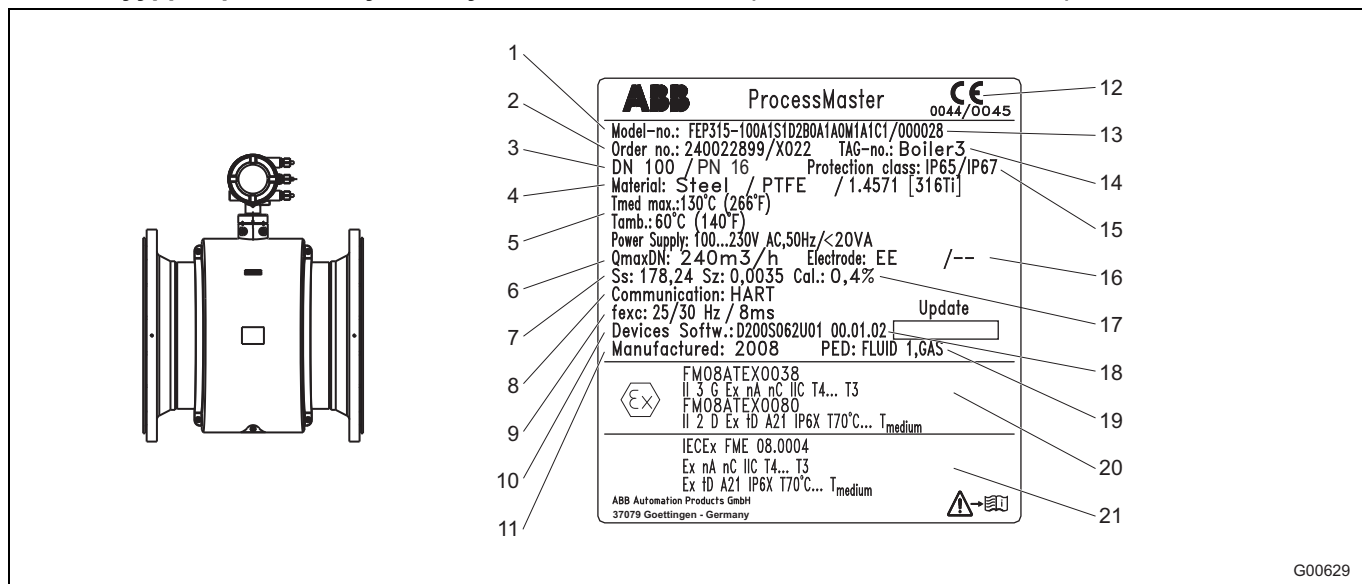 ABB ProcessMaster CE
0044/0045
Model-no.: FEP315-100A1S1D2B0A1A0M1A1C1/000028
Order no.: 240022899/X022 TAG-no.: Boiler3
DN 100 / PN 16 Protection class: IP65/IP67
Material: Steel / PTFE / 1.4571 [316Ti]
Tmed max.:130°C (266°F)
Tamb.: 60°C (140°F)
Power Supply: 100...230V AC,50Hz/<20VA
QmaxDN: 240m3/h Electrode: EE /--
Ss: 178,24 Sz: 0,0035 Cal.: 0,4%
Communication: HART
fexc: 25/30 Hz / 8ms Update
Devices Softw.: D200S062U01 00.01.02
Manufactured: 2008 PED: FLUID 1,GAS
Ex
FM08ATEX0038
II 3 G Ex nA nC IIC T4... T3
FM08ATEX0080
II 2 D Ex tD A21 IP6X T70°C... Tmedium
IECEx FME 08.0004
Ex nA nC IIC T4... T3
Ex tD A21 IP6X T70°C... Tmedium
ABB Automation Products GmbH
37079 Goettingen - Germany
i
1
2
3
4
5
6
7
8
9
10
11
12
13
14
15
16
17
18
19
20
21
G00629